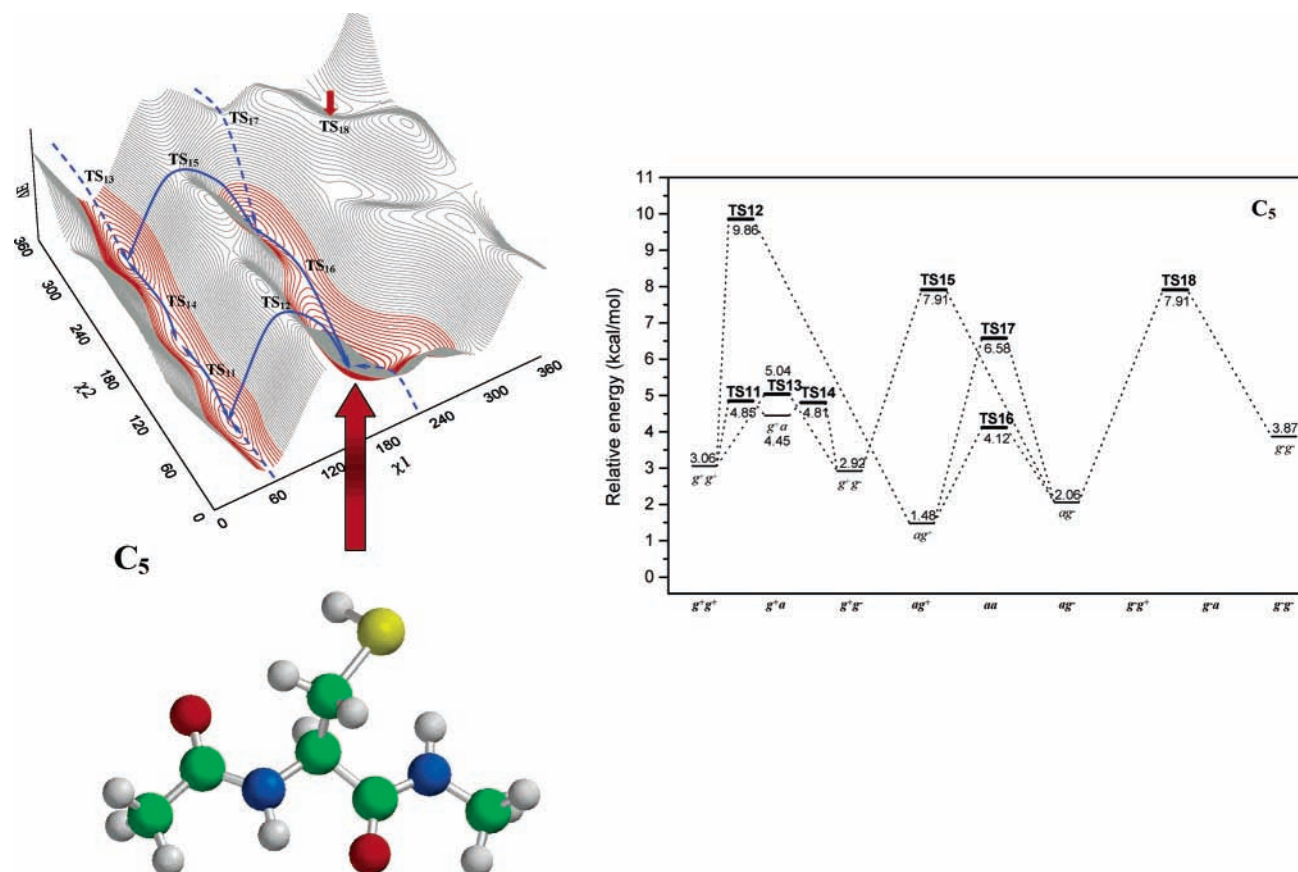 TS₁₇
TS₁₈
TS₁₃
TS₁₅
TS₁₆
TS₁₄
TS₁₂
TS₁₁
360
300
240
180
120
60
0
χ2
0
60
120
180
240
300
360
χ1
C₅
Relative energy (kcal/mol)
11
10
9
8
7
6
5
4
3
2
1
0
C₅
TS12
9.86
TS15
7.91
TS18
7.91
TS17
6.58
5.04
TS11
TS13
TS14
4.85
4.81
g⁺a
4.45
TS16
4.12
3.87
g⁻g⁻
3.06
g⁺g⁺
2.92
g⁺g⁻
2.06
ag⁻
1.48
ag⁻
g⁺g⁺ g⁺a g⁺g⁻ ag⁺ aa ag⁻ g⁻g⁺ g⁻a g⁻g⁻